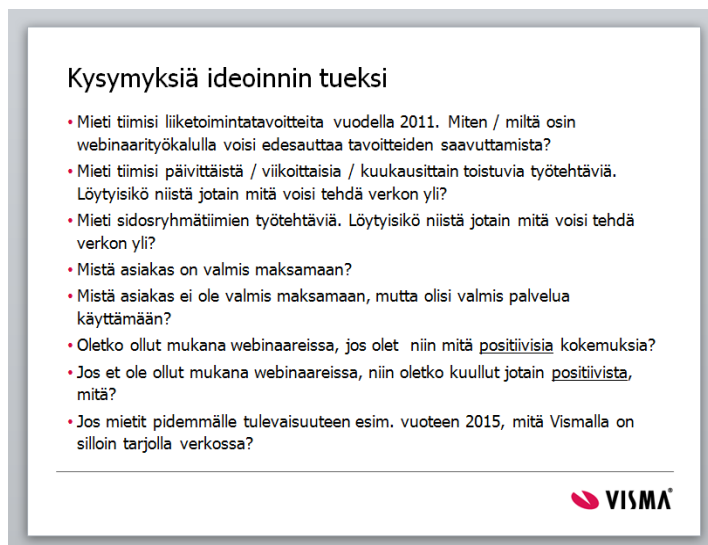 Kysymyksiä ideoinnin tueksi
• Mieti tiimisi liiketoimintatavoitteita vuodella 2011. Miten / miltä osin
webinaarityökalulla voisi edesauttaa tavoitteiden saavuttamista?
• Mieti tiimisi päivittäistä / viikoittaisia / kuukausittain toistuvia työtehtäviä.
Löytyisikö niistä jotain mitä voisi tehdä verkon yli?
• Mieti sidosryhmätiimien työtehtäviä. Löytyisikö niistä jotain mitä voisi tehdä
verkon yli?
• Mistä asiakas on valmis maksamaan?
• Mistä asiakas ei ole valmis maksamaan, mutta olisi valmis palvelua
käyttämään?
• Oletko ollut mukana webinaareissa, jos olet niin mitä positiivisia kokemuksia?
• Jos et ole ollut mukana webinaareissa, niin oletko kuullut jotain positiivista,
mitä?
• Jos mietit pidemmälle tulevaisuuteen esim. vuoteen 2015, mitä Vismalla on
silloin tarjolla verkossa?
VISMA®